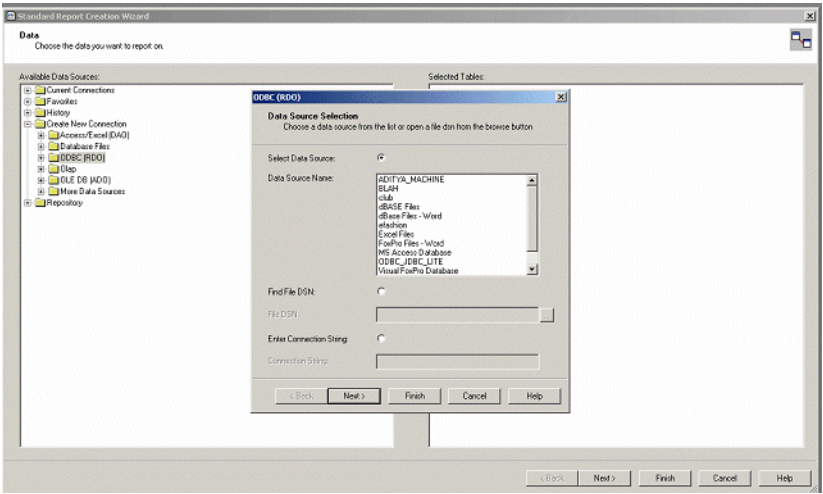 Standard Report Creation Wizard
Data
Choose the data you want to report on.
Available Data Sources:
Selected Tables:
Current Connections
Favorites
History
Create New Connection
Access/Excel (DAO)
Database Files
ODBC (RDO)
Olap
OLE DB (ADO)
More Data Sources
Repository
ODBC (RDO)
Data Source Selection
Choose a data source from the list or open a file dsn from the browse button
Select Data Source:
Data Source Name:
ADITYA_MACHINE
BLAH
club
dBASE Files
dBase Files - Word
efashion
Excel Files
FoxPro Files - Word
MS Access Database
ODBC_JDBC_LITE
Visual FoxPro Database
Find File DSN:
File DSN:
Enter Connection String:
Connection String:
< Back
Next >
Finish
Cancel
Help
< Back
Next >
Finish
Cancel
Help